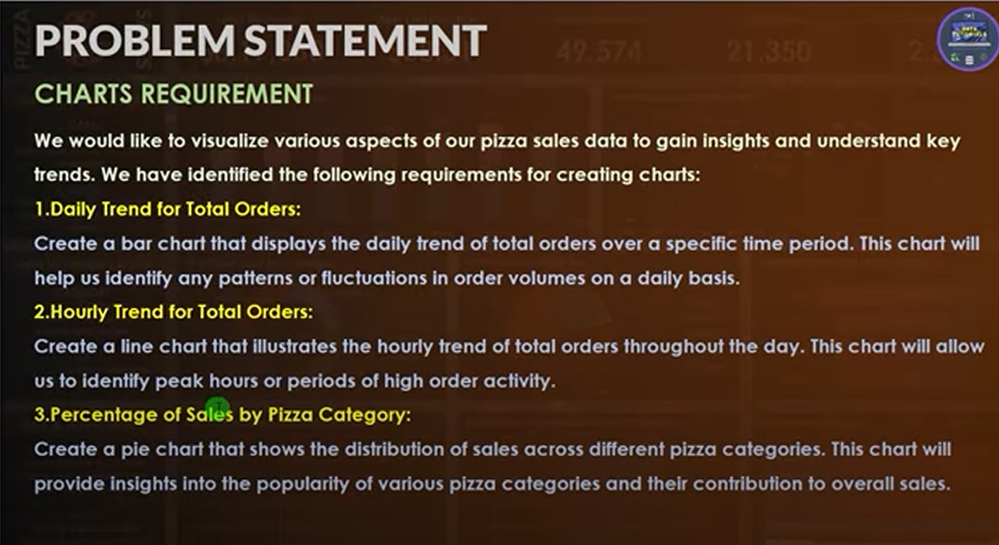 PROBLEM STATEMENT
49,574 21,350
CHARTS REQUIREMENT
We would like to visualize various aspects of our pizza sales data to gain insights and understand key
trends. We have identified the following requirements for creating charts:
1.Daily Trend for Total Orders:
Create a bar chart that displays the daily trend of total orders over a specific time period. This chart will
help us identify any patterns or fluctuations in order volumes on a daily basis.
2.Hourly Trend for Total Orders:
Create a line chart that illustrates the hourly trend of total orders throughout the day. This chart will allow
us to identify peak hours or periods of high order activity.
3.Percentage of Sales by Pizza Category:
Create a pie chart that shows the distribution of sales across different pizza categories. This chart will
provide insights into the popularity of various pizza categories and their contribution to overall sales.
PIZZA
DATA
TUTORIALS